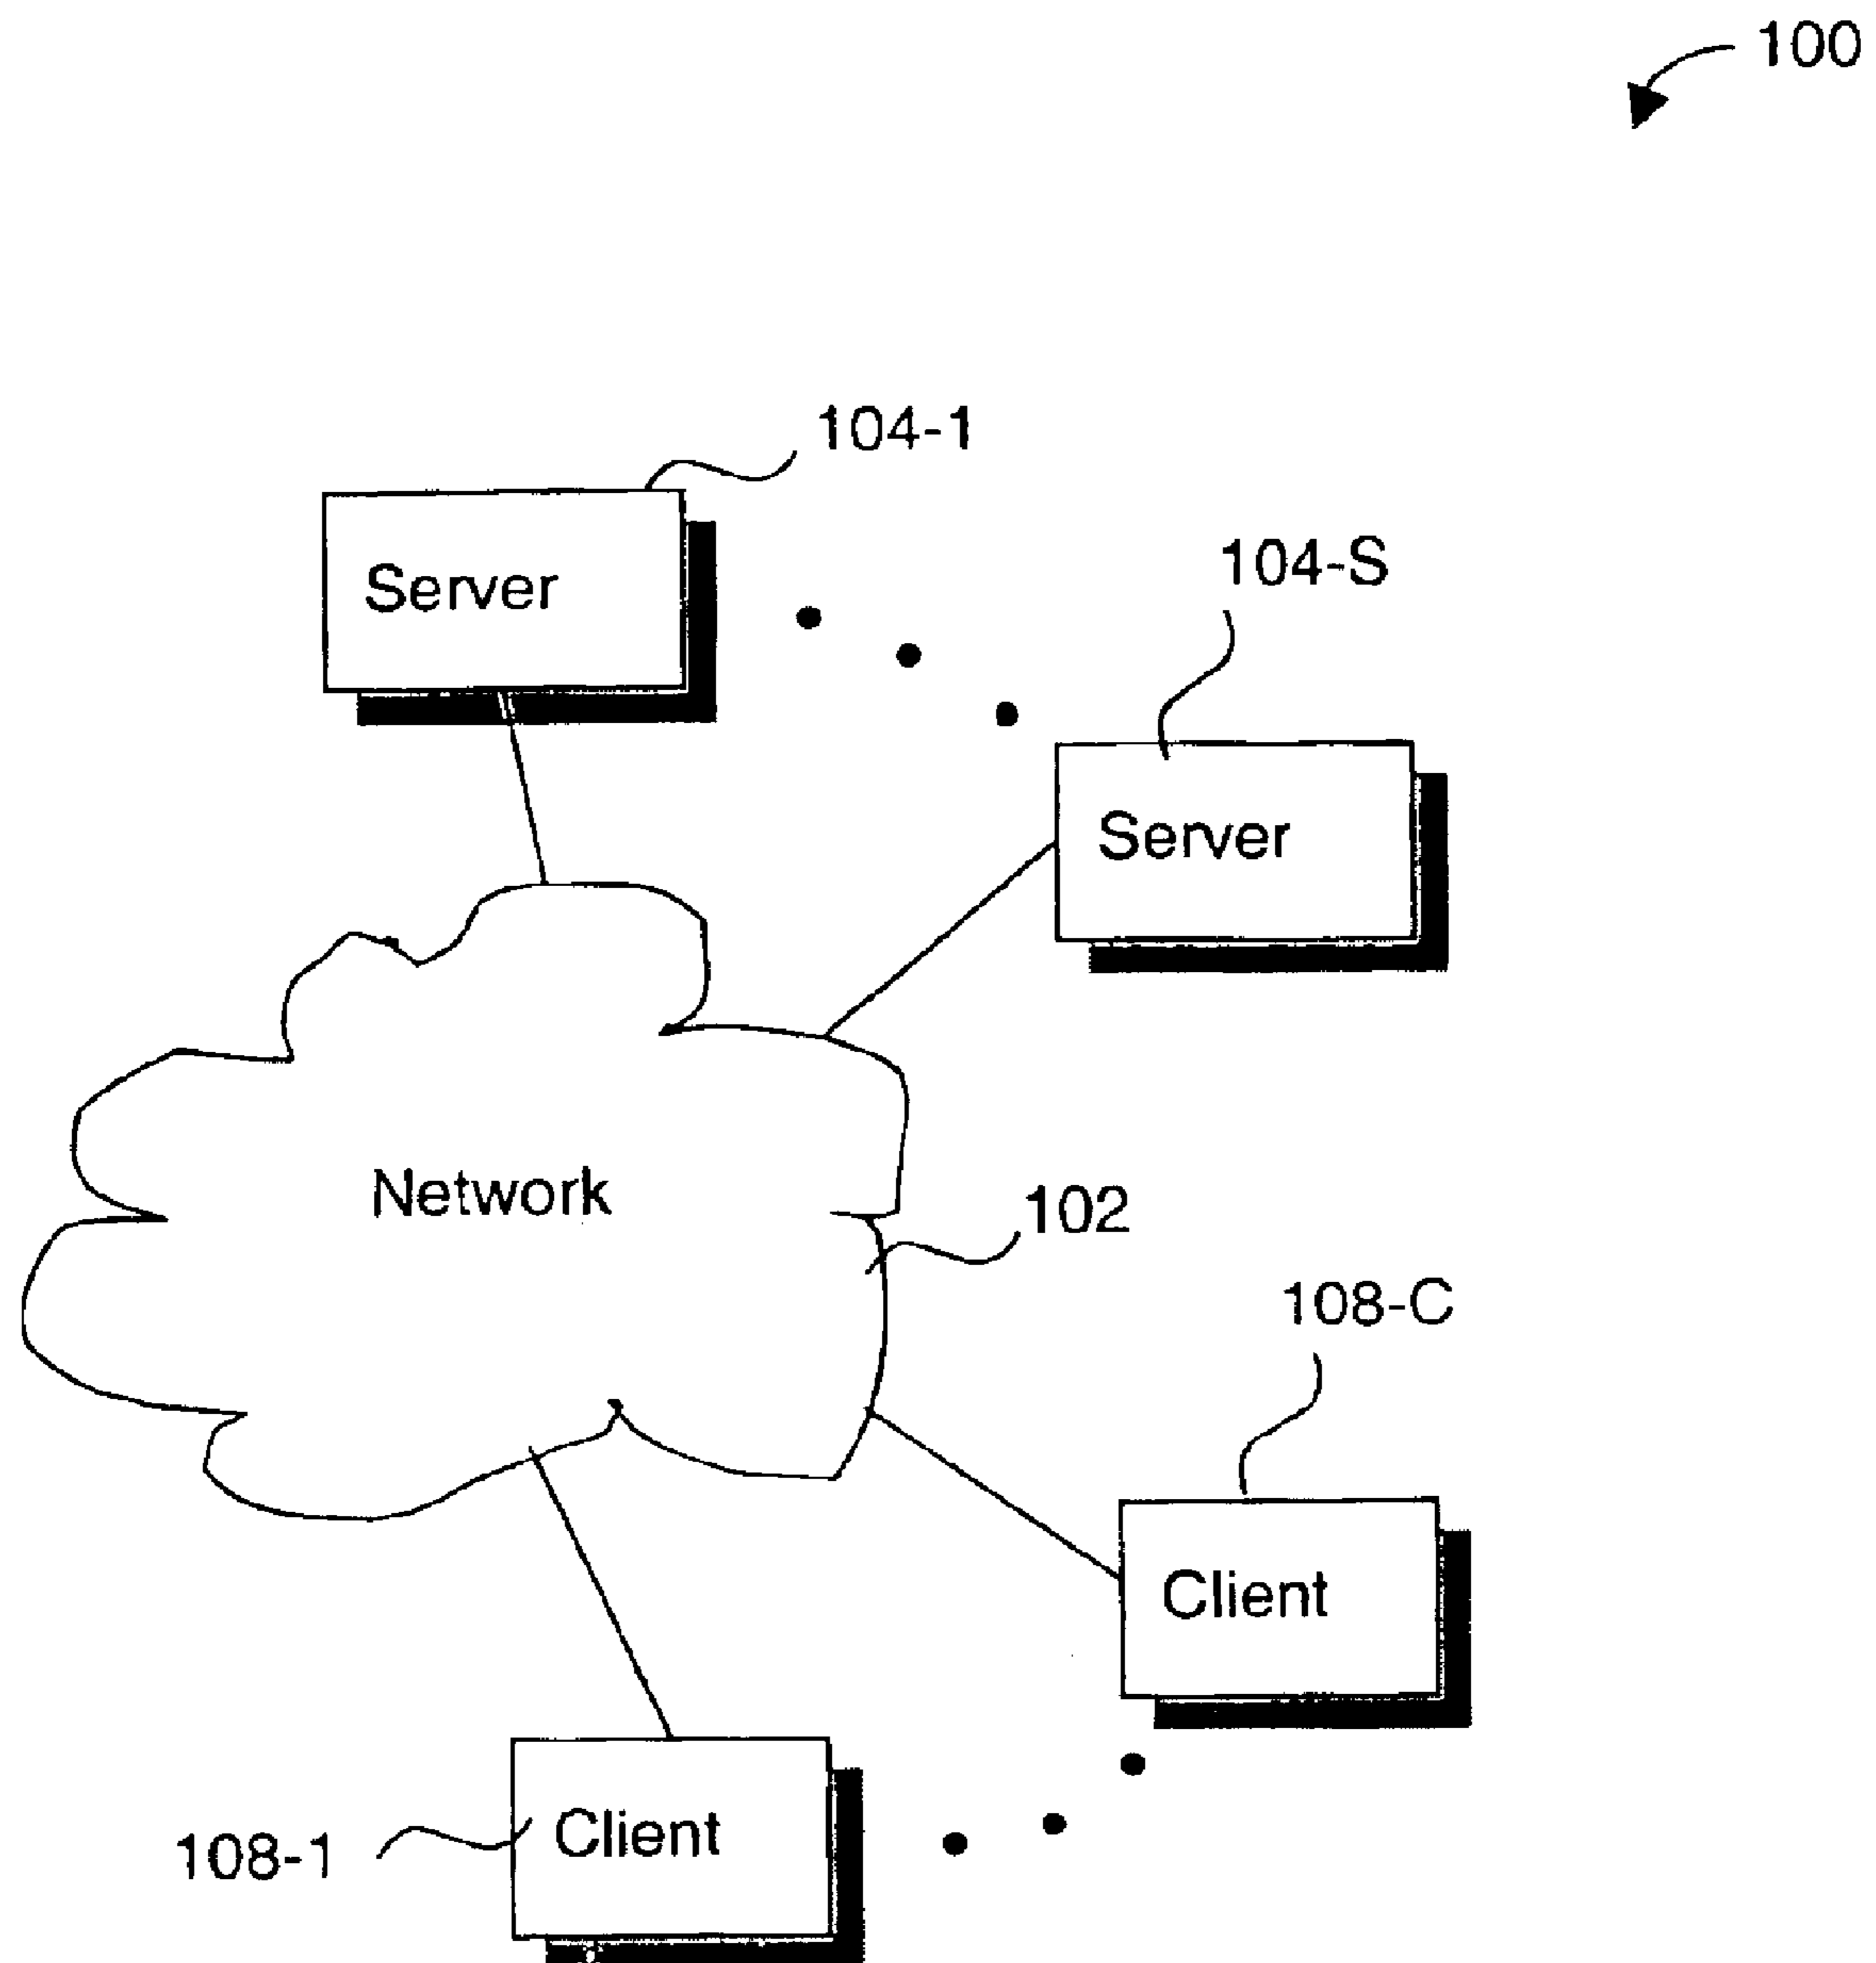 100
104-1
Server
104-S
Server
Network
102
108-C
Client
Client
108-1